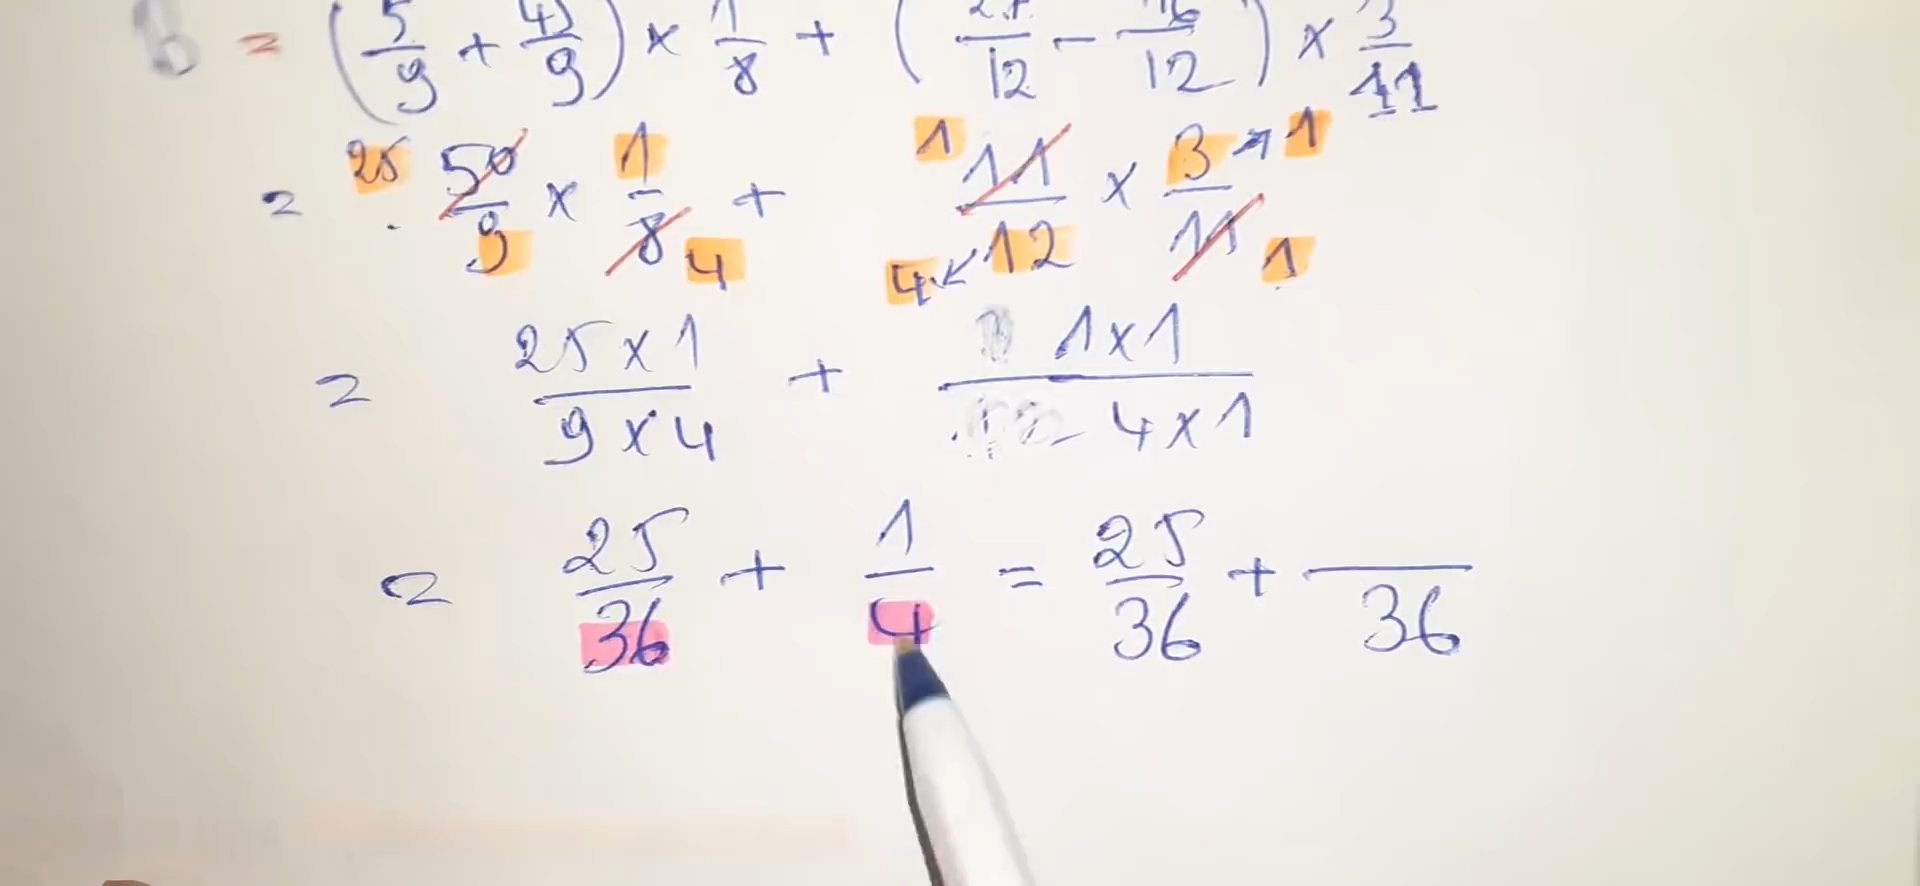 b = (5/9 + 45/9) × 1/8 + (27/12 − 16/12) × 3/11
= 25 50/9 × 1/8 4 + 1 11/12 4 × 3/11 1 1
= 25×1/9×4 + 1×1/4×1
= 25/36 + 1/4 = 25/36 + /36